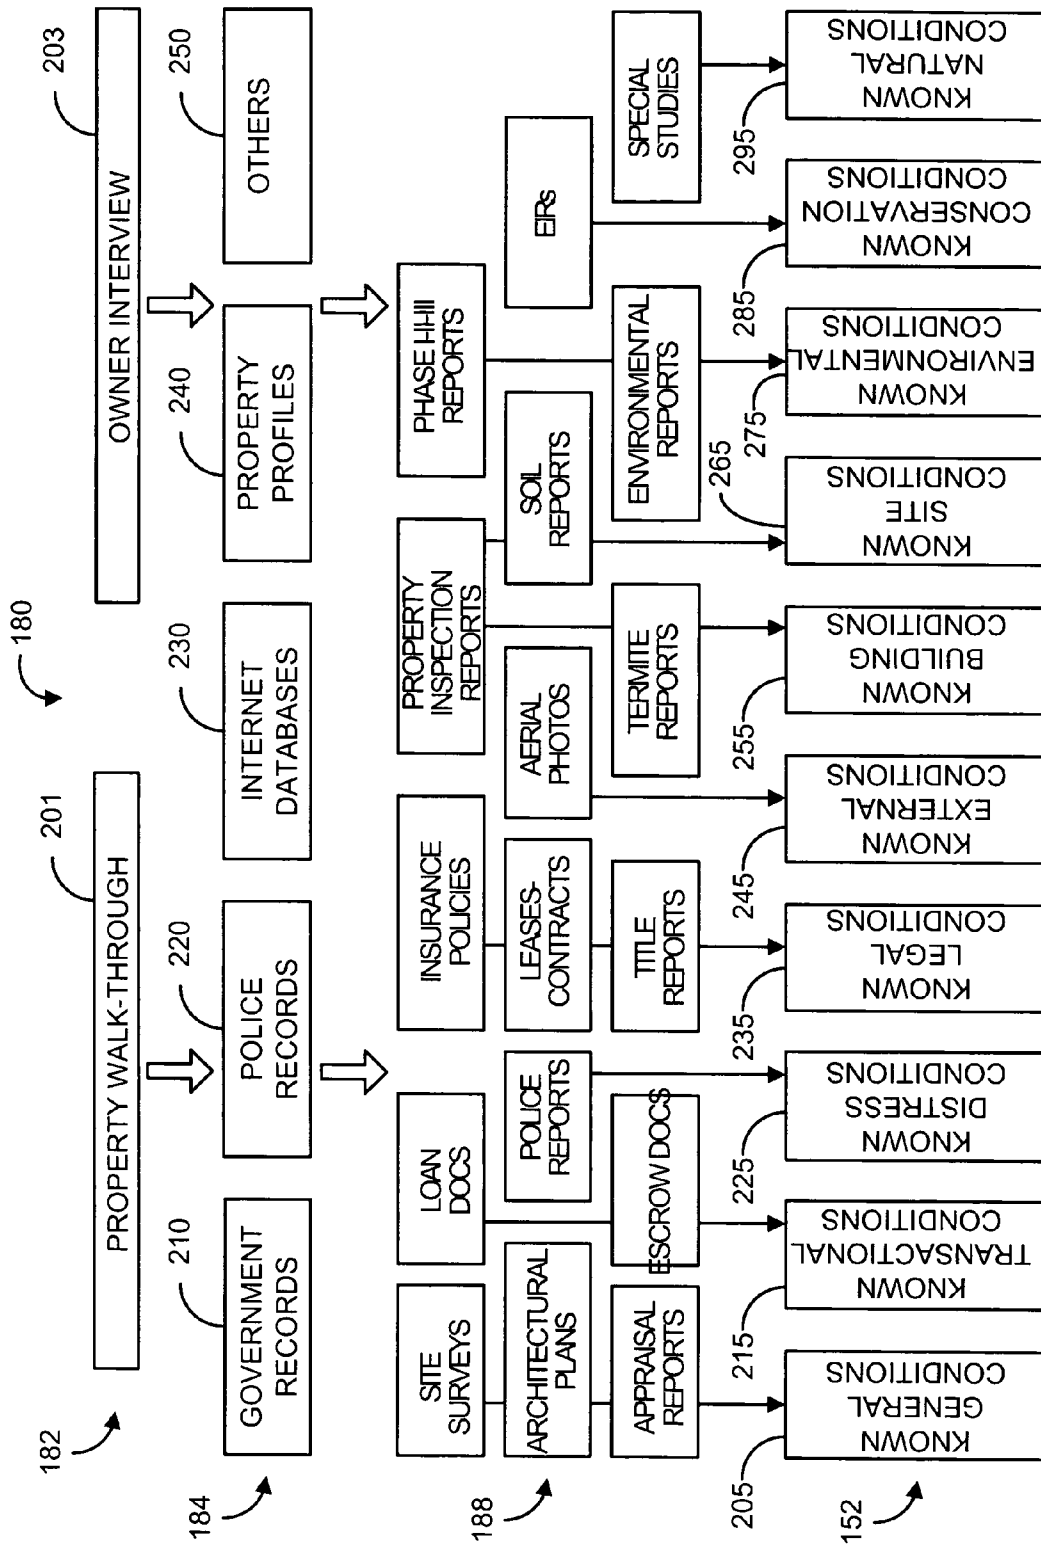 180
182
PROPERTY WALK-THROUGH
201
OWNER INTERVIEW
203
184
210
GOVERNMENT
RECORDS
220
POLICE
RECORDS
230
INTERNET
DATABASES
240
PROPERTY
PROFILES
250
OTHERS
188
SITE
SURVEYS
LOAN
DOCS
INSURANCE
POLICIES
PROPERTY
INSPECTION
REPORTS
PHASE I-II-III
REPORTS
ARCHITECTURAL
PLANS
POLICE
REPORTS
LEASES-
CONTRACTS
AERIAL
PHOTOS
SOIL
REPORTS
EIRs
APPRAISAL
REPORTS
ESCROW DOCS
TITLE
REPORTS
TERMITE
REPORTS
ENVIRONMENTAL
REPORTS
SPECIAL
STUDIES
152
205
KNOWN
GENERAL
CONDITIONS
215
KNOWN
TRANSACTIONAL
CONDITIONS
225
KNOWN
DISTRESS
CONDITIONS
235
KNOWN
LEGAL
CONDITIONS
245
KNOWN
EXTERNAL
CONDITIONS
255
KNOWN
BUILDING
CONDITIONS
265
KNOWN
SITE
CONDITIONS
275
KNOWN
ENVIRONMENTAL
CONDITIONS
285
KNOWN
CONSERVATION
CONDITIONS
295
KNOWN
NATURAL
CONDITIONS